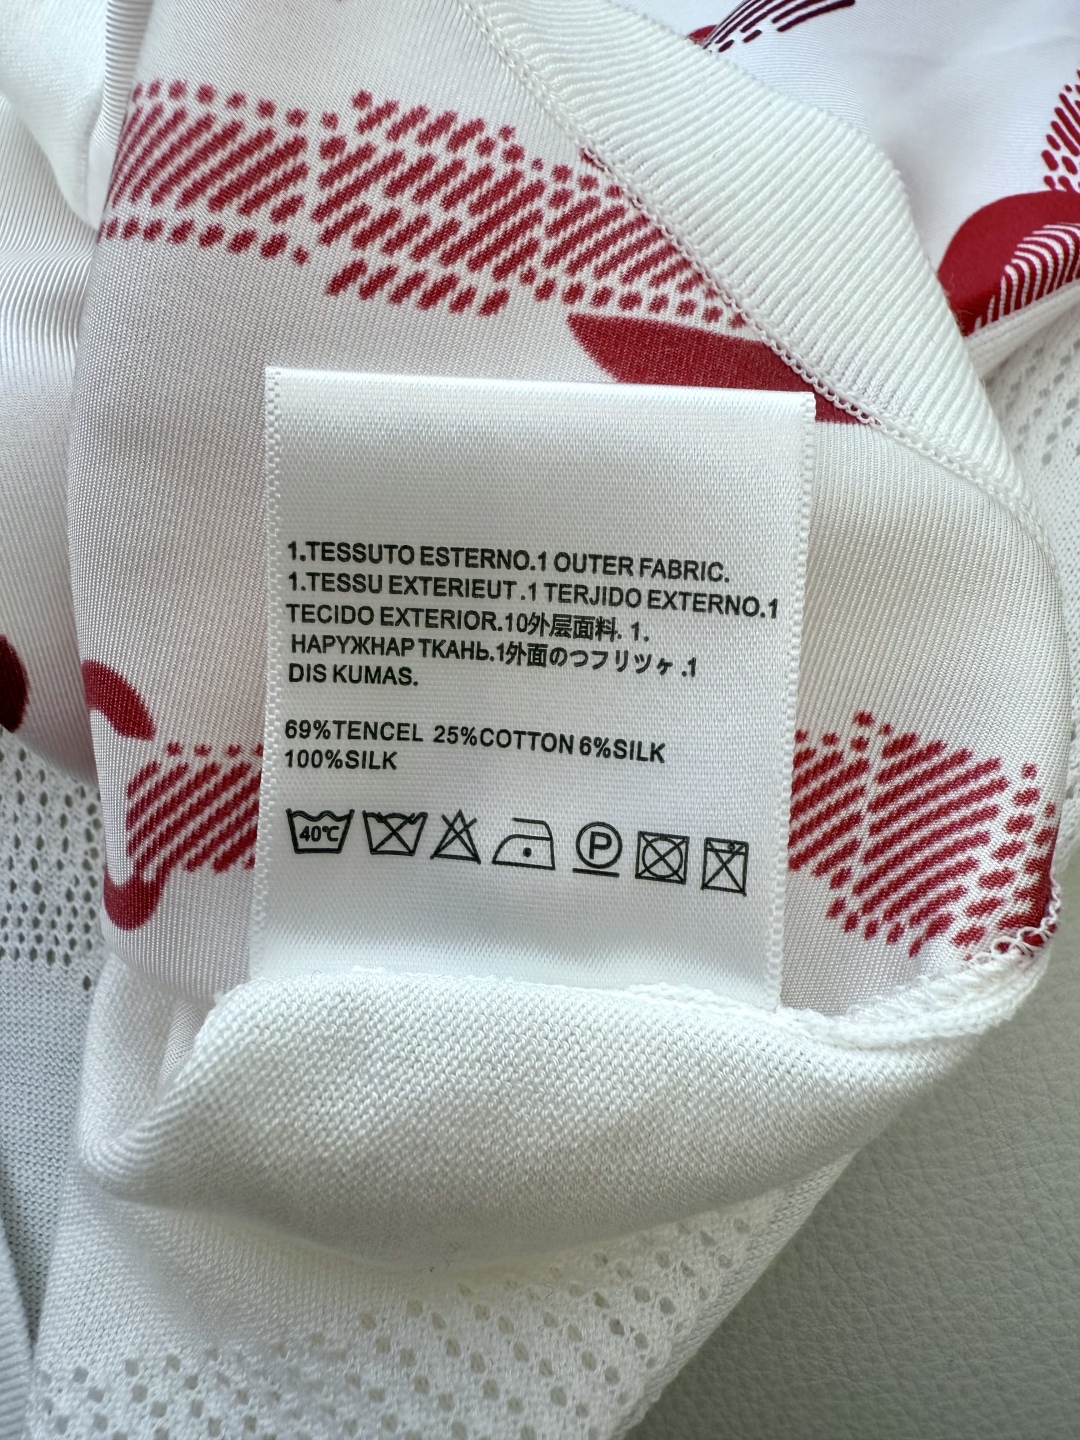 1.TESSUTO ESTERNO.1 OUTER FABRIC.
1.TESSU EXTERIEUT.1 TERJIDO EXTERNO.1
TECIDO EXTERIOR.10外层面料. 1.
НАРУЖНАР ТКАНЬ.1外面のつフリツヶ.1
DIS KUMAS.
69%TENCEL 25%COTTON 6%SILK
100%SILK
40℃ P